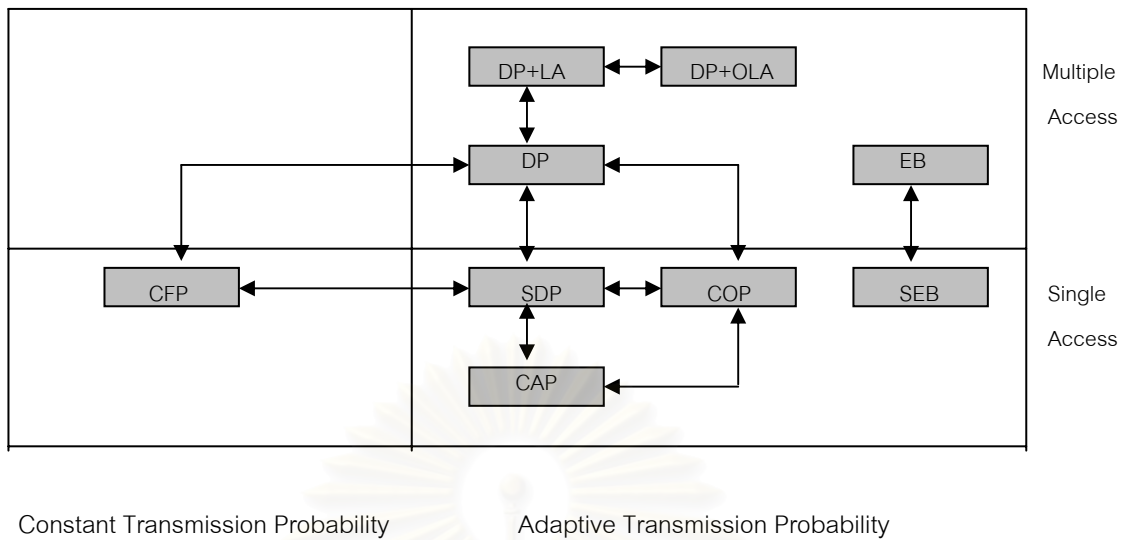 DP+LA
DP+OLA
Multiple
Access
DP
EB
CFP
SDP
COP
SEB
Single
Access
CAP
Constant Transmission Probability
Adaptive Transmission Probability